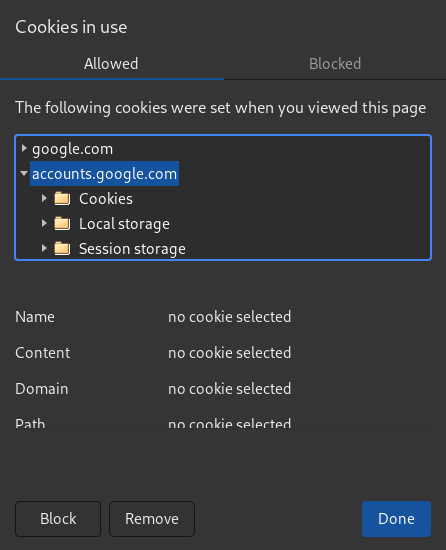 Cookies in use
Allowed Blocked
The following cookies were set when you viewed this page
google.com
accounts.google.com
Cookies
Local storage
Session storage
Name no cookie selected
Content no cookie selected
Domain no cookie selected
Path no cookie selected
Block Remove Done